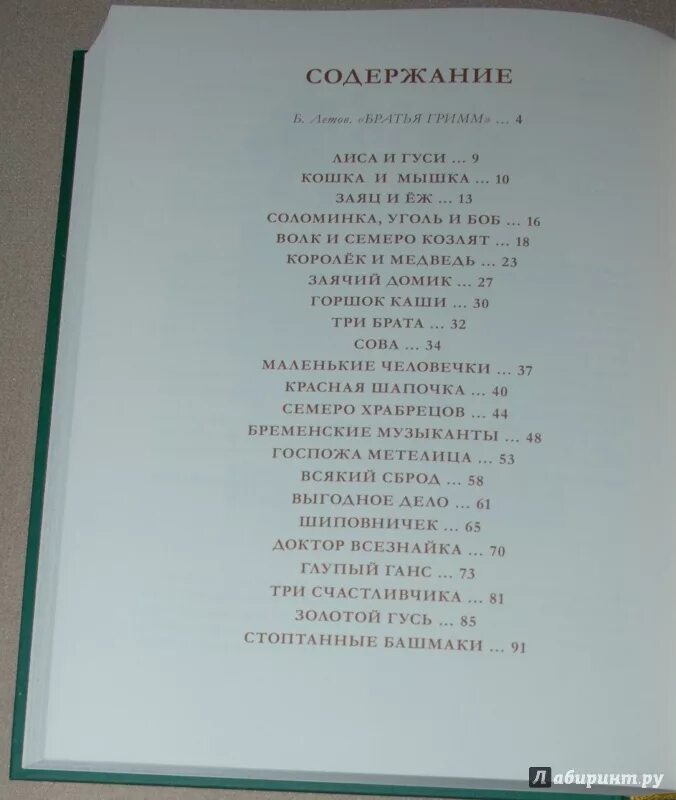 СОДЕРЖАНИЕ
Б. Летов. «БРАТЬЯ ГРИММ» ... 4
ЛИСА И ГУСИ ... 9
КОШКА И МЫШКА ... 10
ЗАЯЦ И ЁЖ ... 13
СОЛОМИНКА, УГОЛЬ И БОБ ... 16
ВОЛК И СЕМЕРО КОЗЛЯТ ... 18
КОРОЛЁК И МЕДВЕДЬ ... 23
ЗАЯЧИЙ ДОМИК ... 27
ГОРШОК КАШИ ... 30
ТРИ БРАТА ... 32
СОВА ... 34
МАЛЕНЬКИЕ ЧЕЛОВЕЧКИ ... 37
КРАСНАЯ ШАПОЧКА ... 40
СЕМЕРО ХРАБРЕЦОВ ... 44
БРЕМЕНСКИЕ МУЗЫКАНТЫ ... 48
ГОСПОЖА МЕТЕЛИЦА ... 53
ВСЯКИЙ СБРОД ... 58
ВЫГОДНОЕ ДЕЛО ... 61
ШИПОВНИЧЕК ... 65
ДОКТОР ВСЕЗНАЙКА ... 70
ГЛУПЫЙ ГАНС ... 73
ТРИ СЧАСТЛИВЧИКА ... 81
ЗОЛОТОЙ ГУСЬ ... 85
СТОПТАННЫЕ БАШМАКИ ... 91
Лабиринт.ру